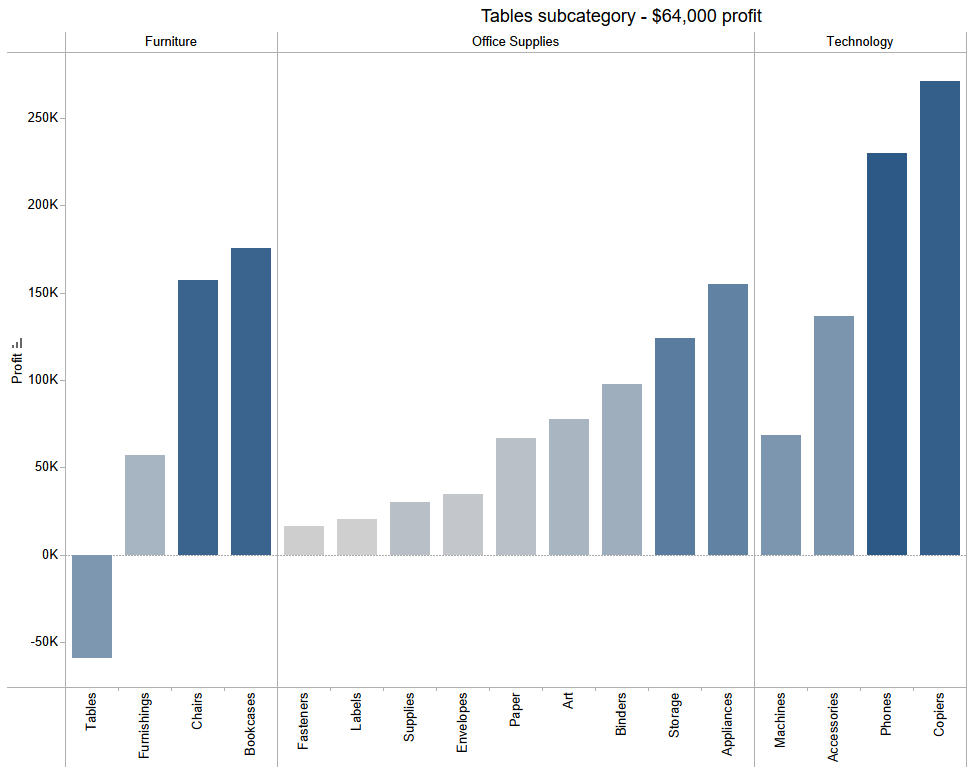 Tables subcategory - $64,000 profit
Furniture
Office Supplies
Technology
Profit
250K
200K
150K
100K
50K
0K
-50K
Tables
Furnishings
Chairs
Bookcases
Fasteners
Labels
Supplies
Envelopes
Paper
Art
Binders
Storage
Appliances
Machines
Accessories
Phones
Copiers